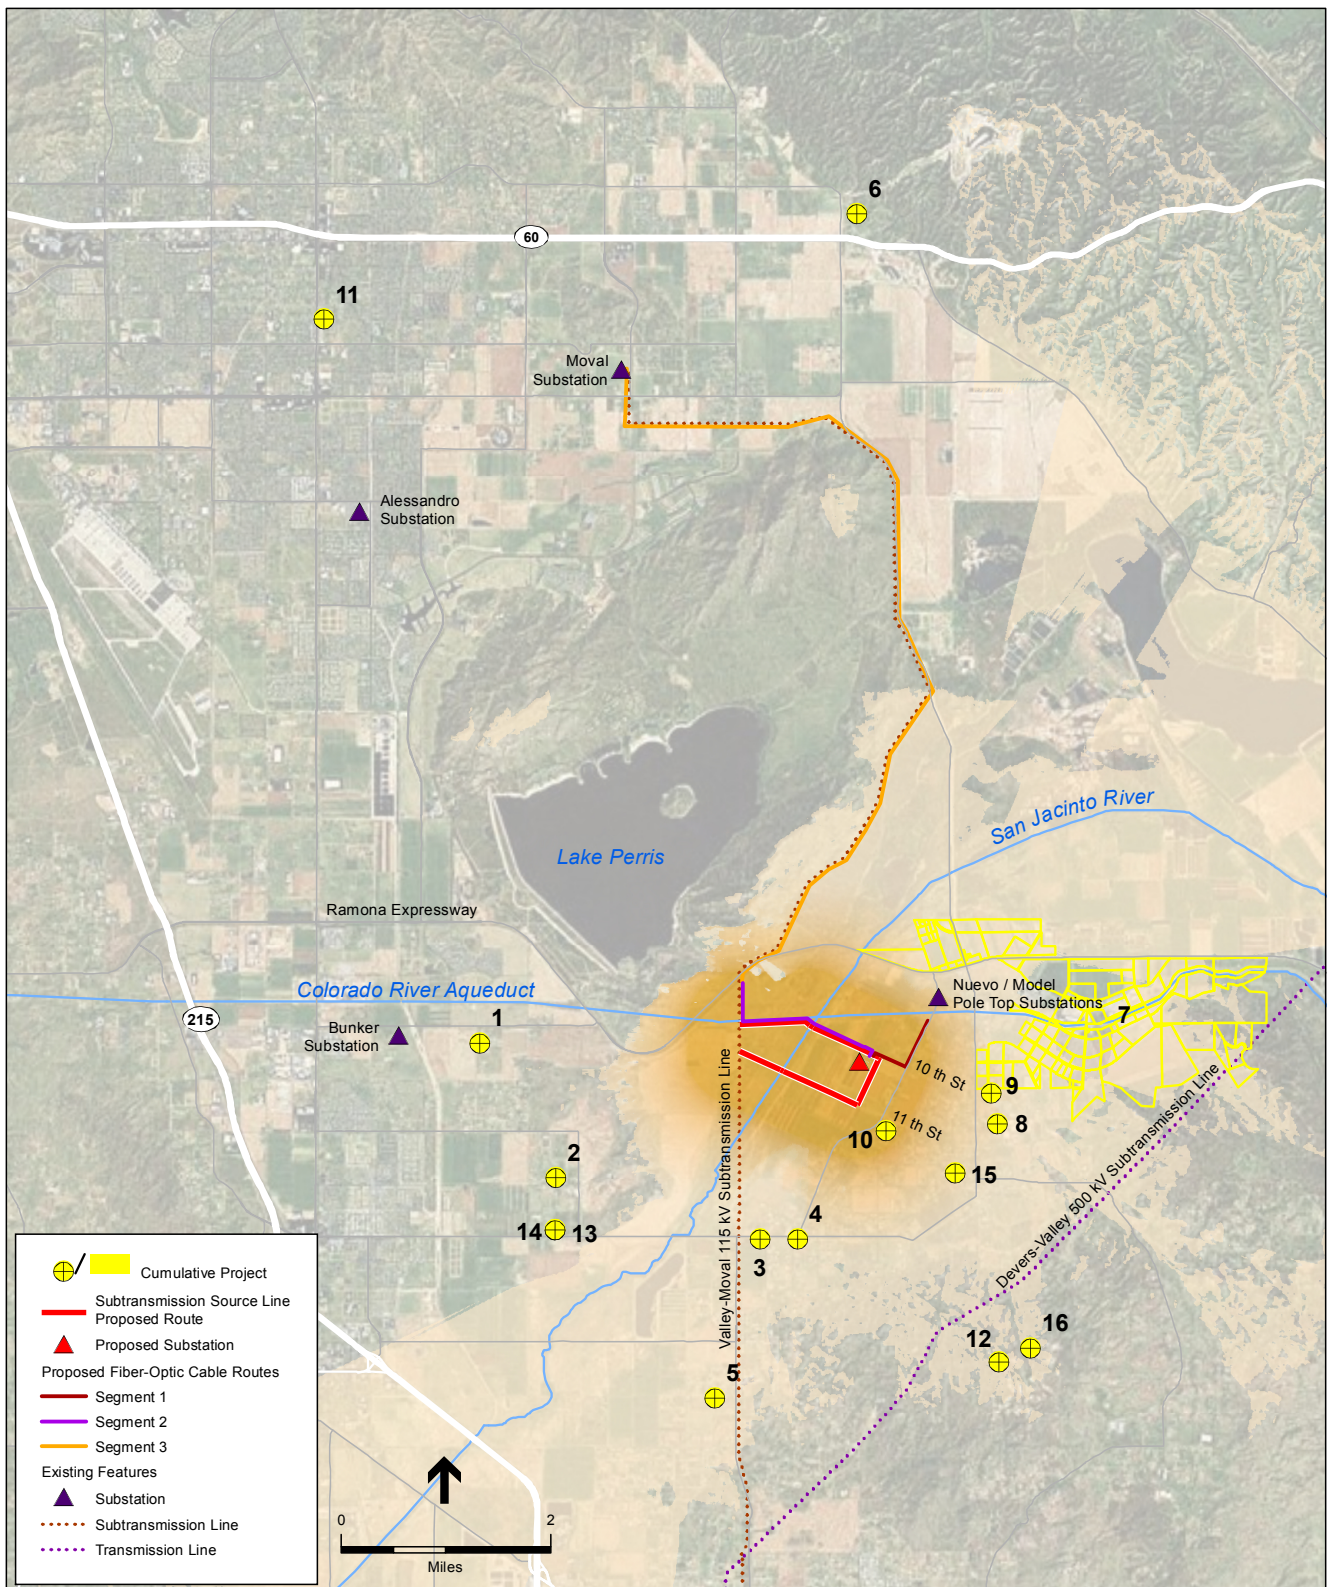 6
60
11
Moval
Substation
Alessandro
Substation
San Jacinto River
Lake Perris
Ramona Expressway
Colorado River Aqueduct
Nuevo / Model
Pole Top Substations
7
215
1
Bunker
Substation
10 th St
9
8
11 th St
10
15
2
14
13
4
3
Valley-Moval 115 kV Subtransmission Line
Devers-Valley 500 kV Subtransmission Line
16
12
5
/ Cumulative Project
Subtransmission Source Line
Proposed Route
Proposed Substation
Proposed Fiber-Optic Cable Routes
Segment 1
Segment 2
Segment 3
Existing Features
Substation
Subtransmission Line
Transmission Line
0 2
Miles